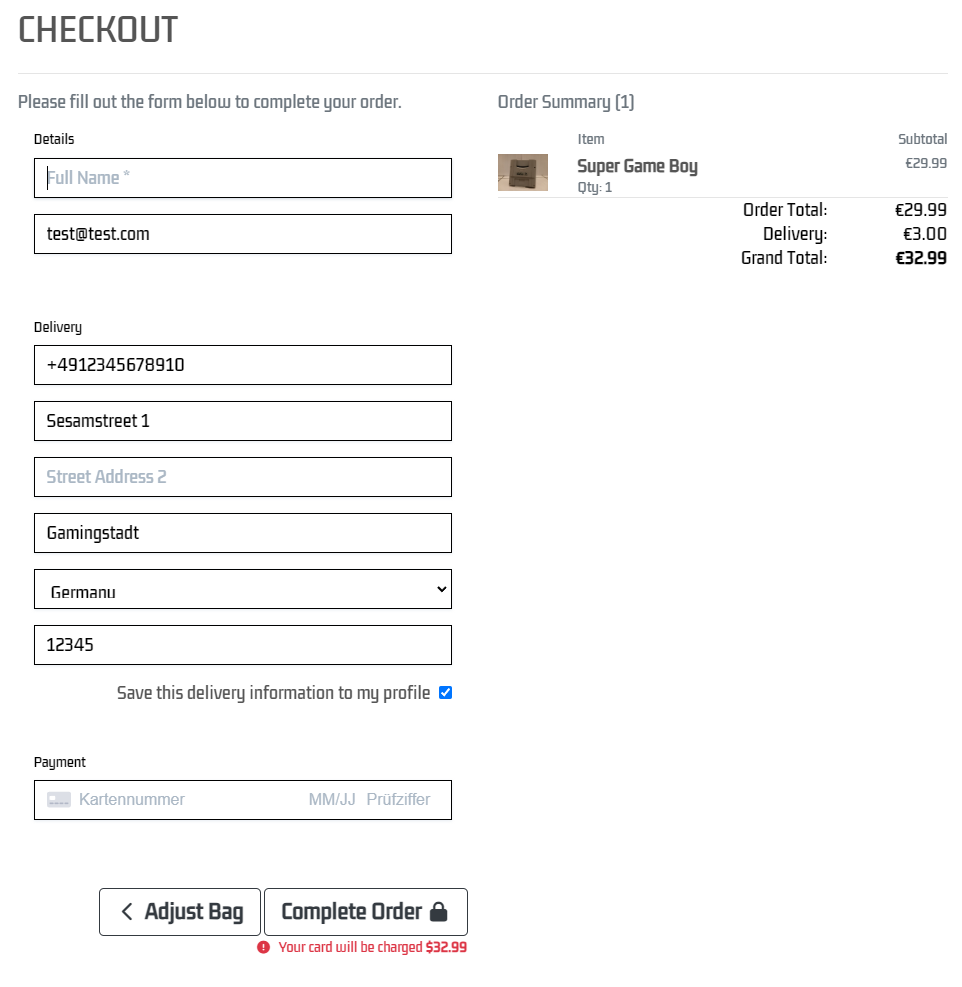 CHECKOUT
Please fill out the form below to complete your order.
Details
Full Name *
test@test.com
Delivery
+4912345678910
Sesamstreet 1
Street Address 2
Gamingstadt
Germany
12345
Save this delivery information to my profile
Payment
Kartennummer MM/JJ Prüfziffer
Adjust Bag Complete Order
Your card will be charged $32.99
Order Summary (1)
Item Subtotal
Super Game Boy €29.99
Qty: 1
Order Total: €29.99
Delivery: €3.00
Grand Total: €32.99